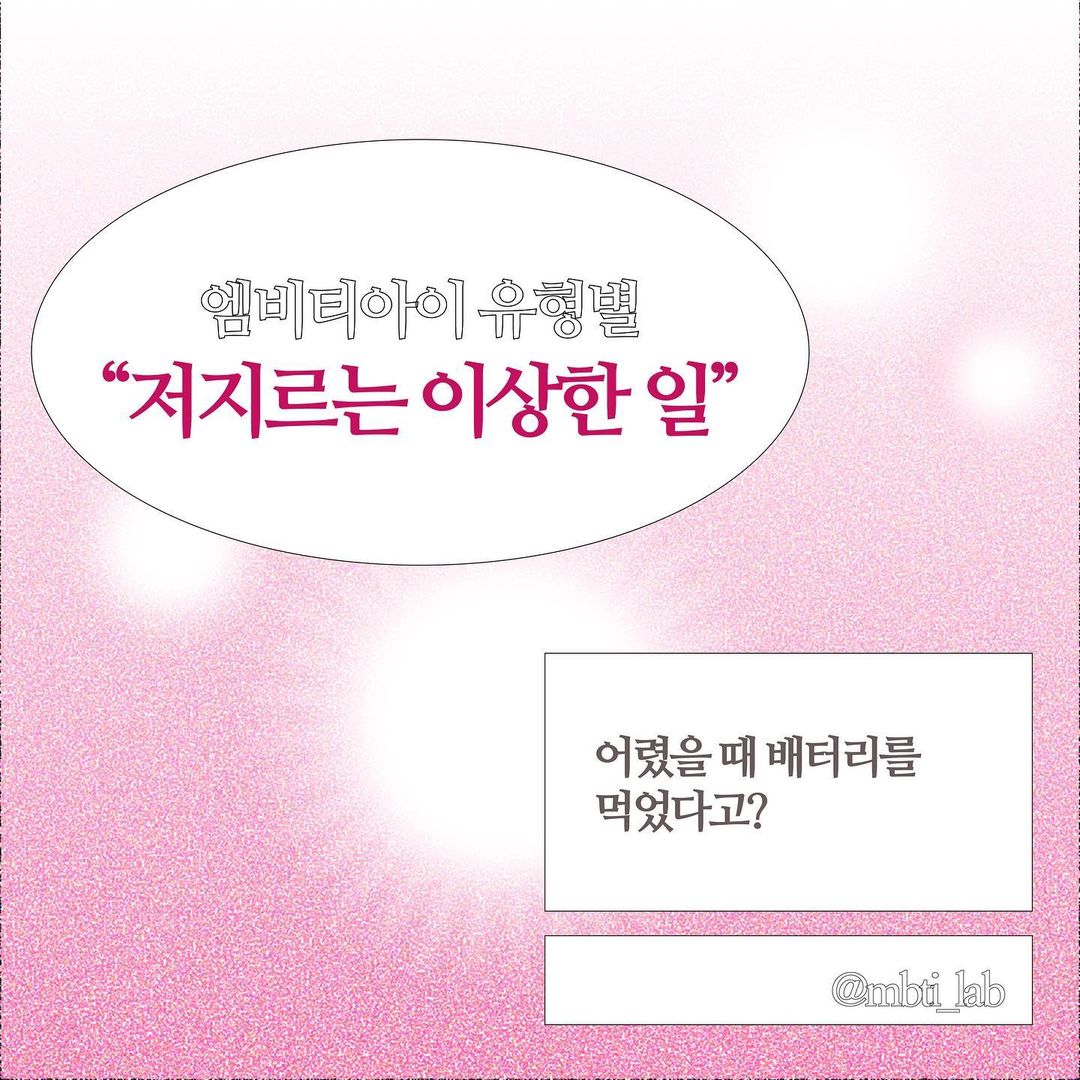 엠비티아이 유형별
“저지르는 이상한 일”
어렸을 때 배터리를
먹었다고?
@mbti_lab